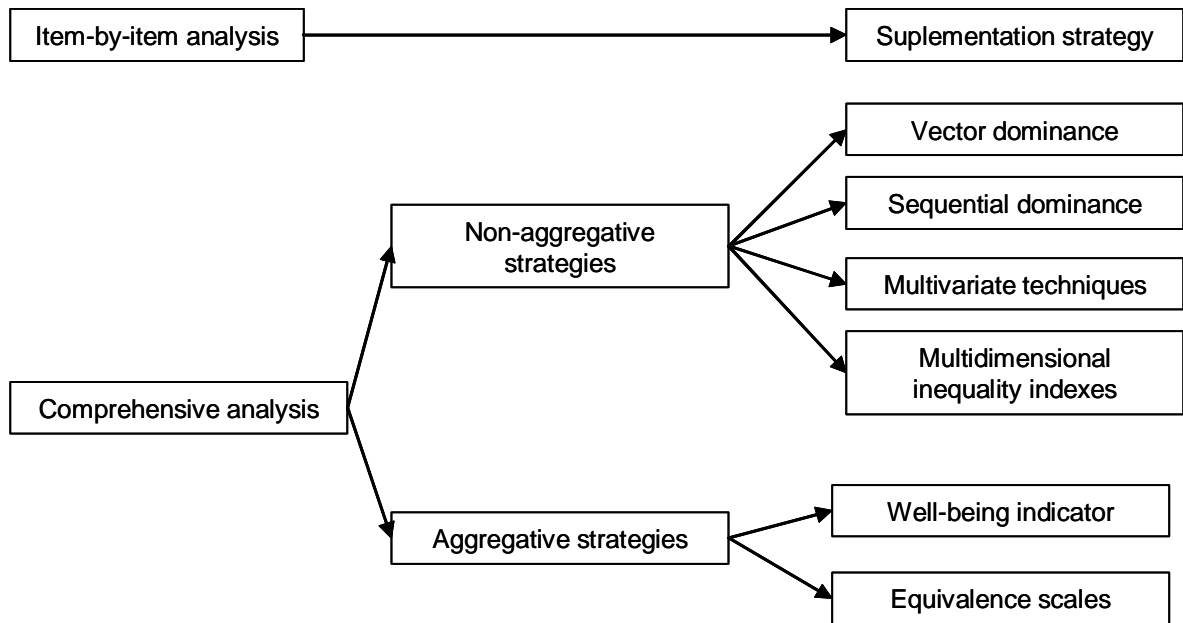 Item-by-item analysis
Suplementation strategy
Vector dominance
Sequential dominance
Non-aggregative
strategies
Multivariate techniques
Multidimensional
inequality indexes
Comprehensive analysis
Well-being indicator
Aggregative strategies
Equivalence scales